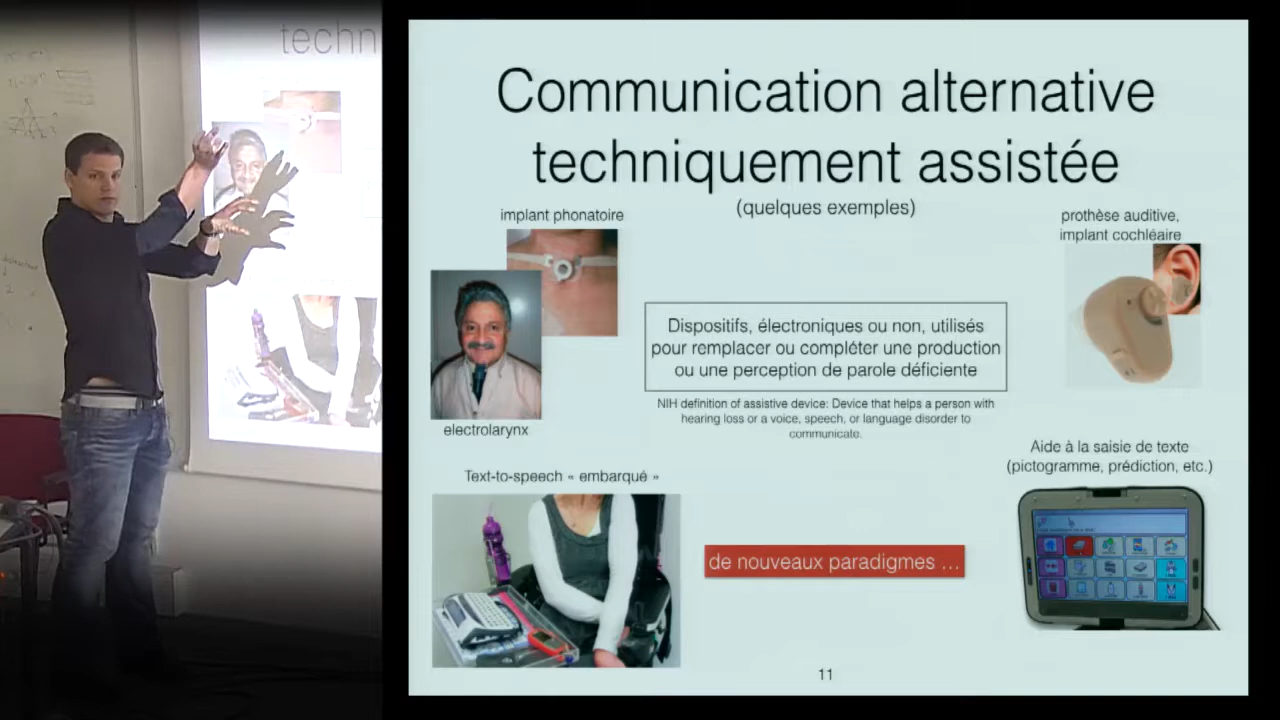 techn
Communication alternative
techniquement assistée
(quelques exemples)
implant phonatoire
prothèse auditive,
implant cochléaire
Dispositifs, électroniques ou non, utilisés
pour remplacer ou compléter une production
ou une perception de parole déficiente
NIH definition of assistive device: Device that helps a person with
hearing loss or a voice, speech, or language disorder to
communicate.
electrolarynx
Aide à la saisie de texte
(pictogramme, prédiction, etc.)
Text-to-speech « embarqué »
de nouveaux paradigmes ...
11